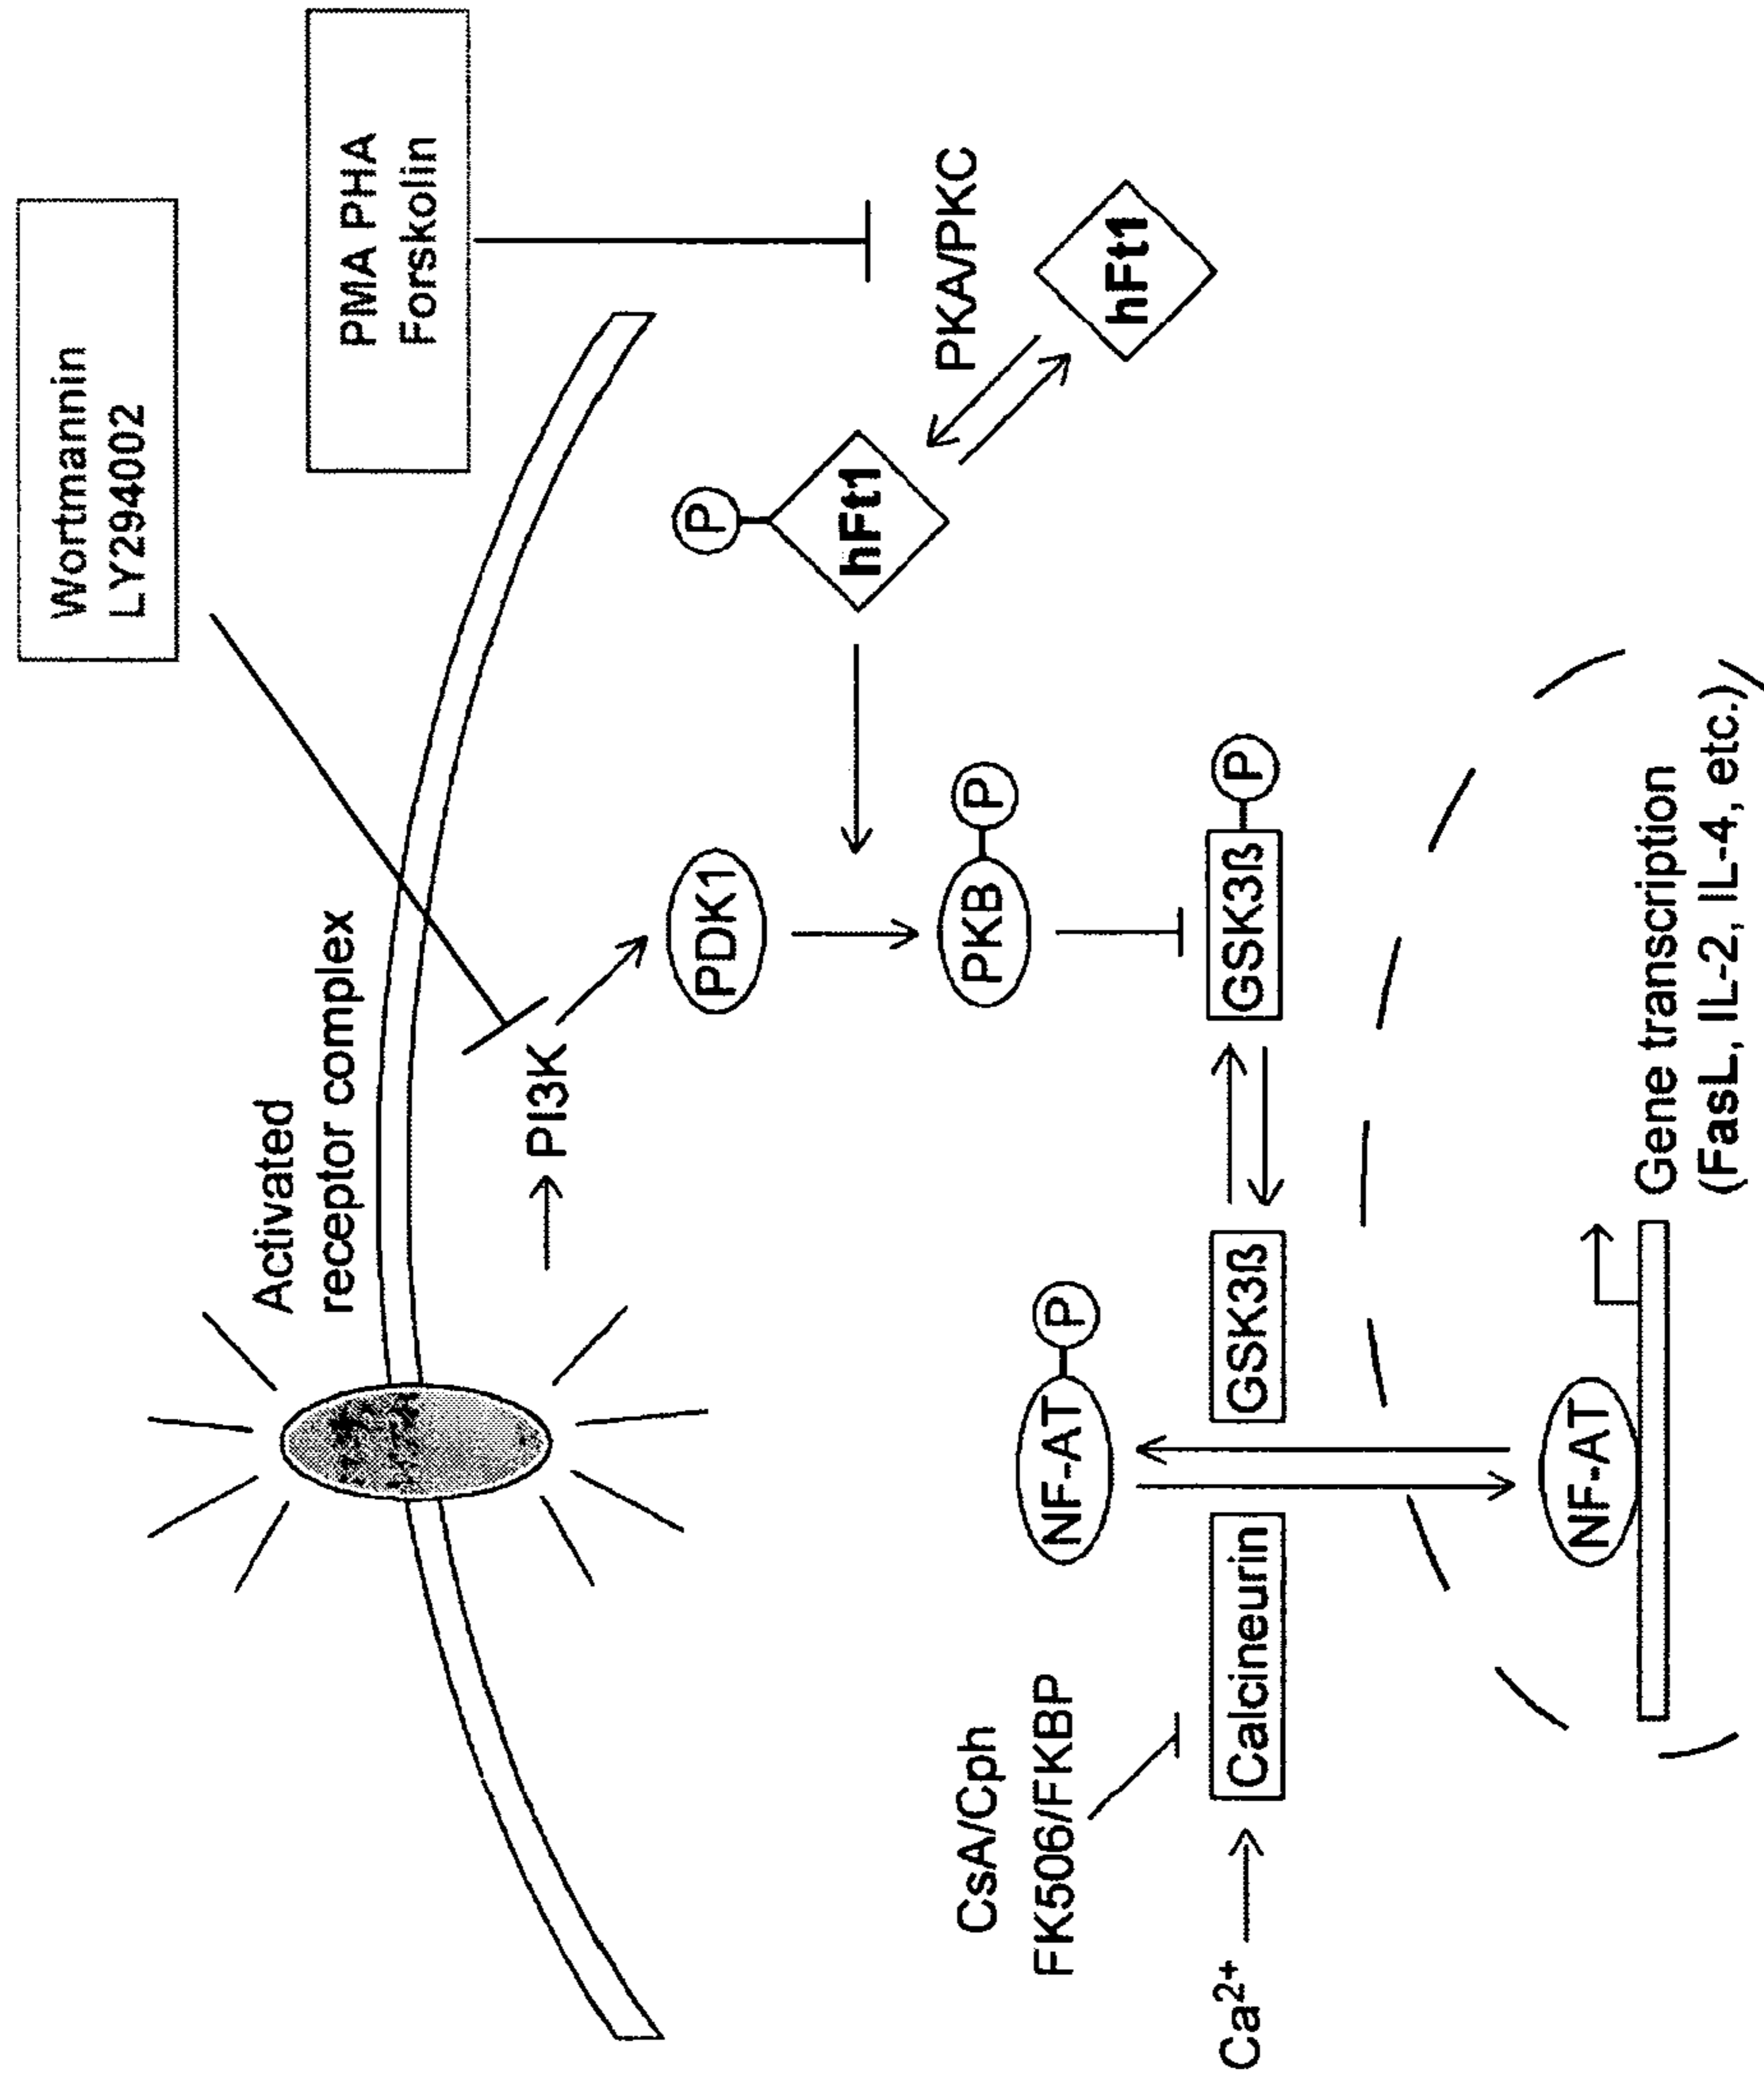 Wortmannin
LY294002
PMA PHA
Forskolin
Activated
receptor complex
PI3K
PDK1
P
hFt1
PKA/PKC
hFt1
PKB
P
GSK3ß
P
GSK3ß
NF-AT
P
CsA/Cph
FK506/FKBP
Ca²⁺
Calcineurin
NF-AT
Gene transcription
(FasL, IL-2, IL-4, etc.)